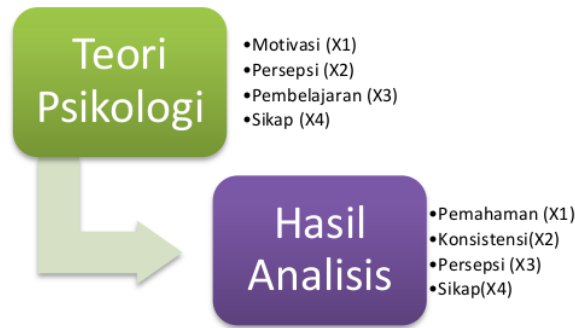 Teori
Psikologi
•Motivasi (X1)
•Persepsi (X2)
•Pembelajaran (X3)
•Sikap (X4)
Hasil
Analisis
•Pemahaman (X1)
•Konsistensi(X2)
•Persepsi (X3)
•Sikap(X4)